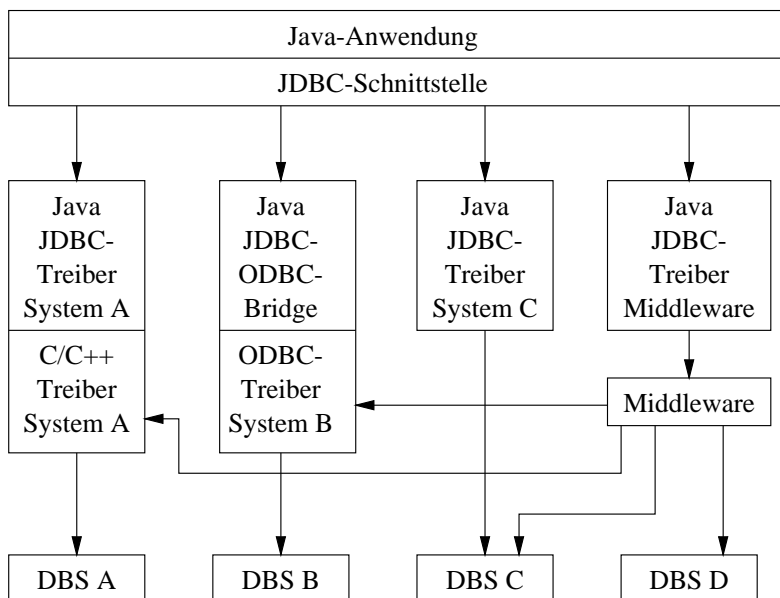 Java-Anwendung
JDBC-Schnittstelle
Java
JDBC-
Treiber
System A
C/C++
Treiber
System A
Java
JDBC-
ODBC-
Bridge
ODBC-
Treiber
System B
Java
JDBC-
Treiber
System C
Java
JDBC-
Treiber
Middleware
Middleware
DBS A
DBS B
DBS C
DBS D